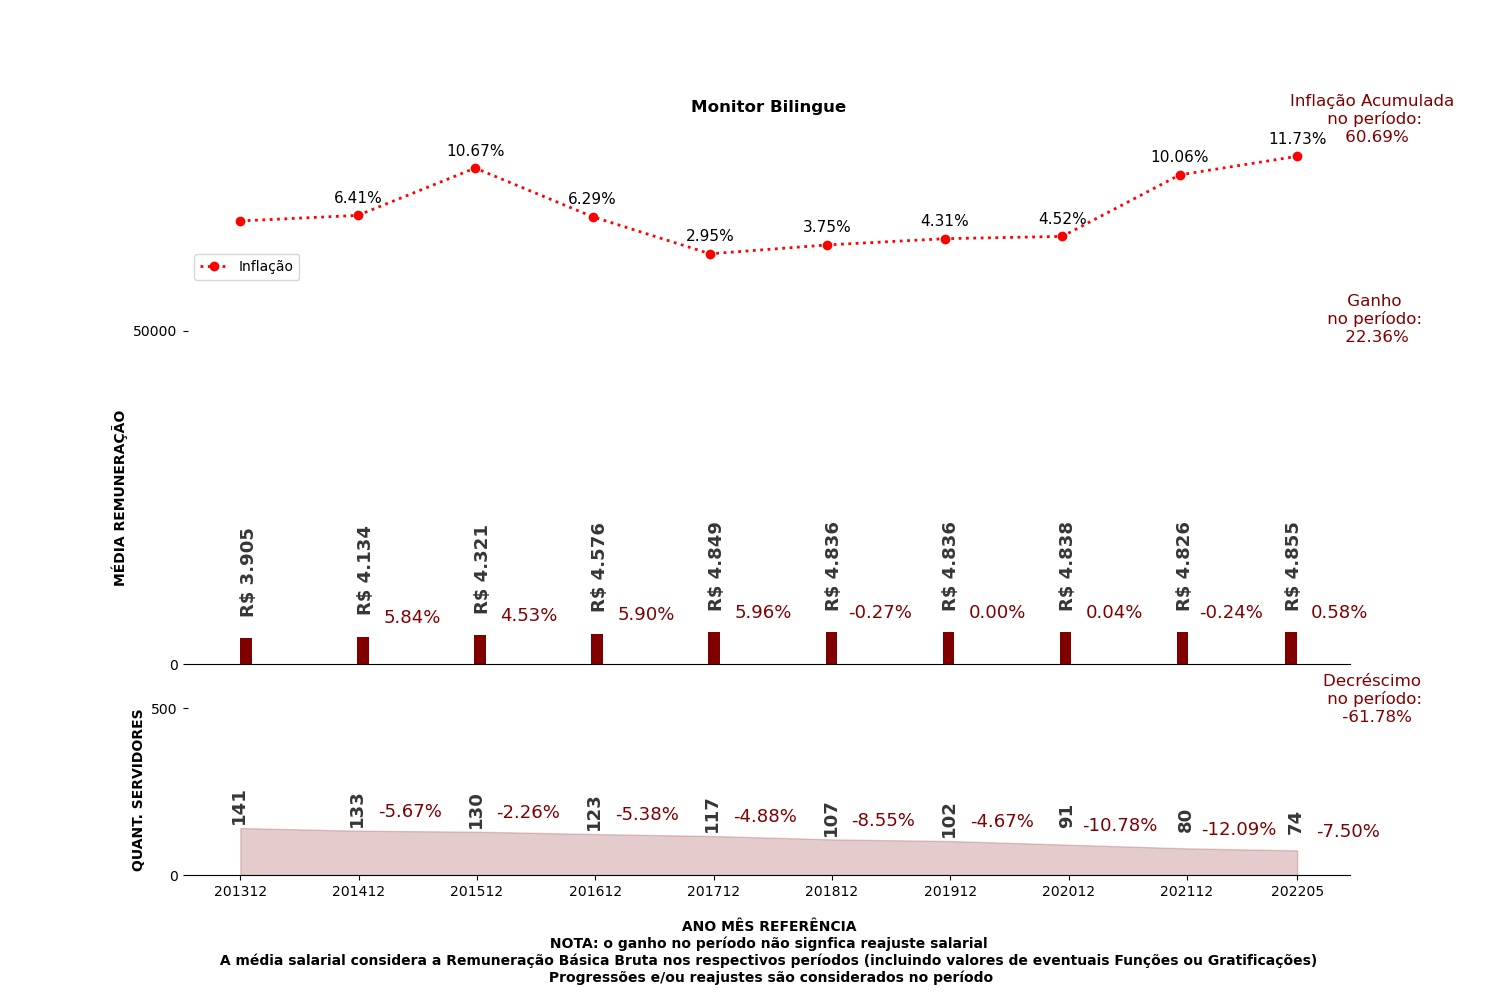 Monitor Bilingue
Inflação Acumulada
no período:
60.69%
6.41%
10.67%
6.29%
2.95%
3.75%
4.31%
4.52%
10.06%
11.73%
Inflação
Ganho
no período:
22.36%
50000
0
MÉDIA REMUNERAÇÃO
R$ 3.905
R$ 4.134
R$ 4.321
R$ 4.576
R$ 4.849
R$ 4.836
R$ 4.836
R$ 4.838
R$ 4.826
R$ 4.855
5.84%
4.53%
5.90%
5.96%
-0.27%
0.00%
0.04%
-0.24%
0.58%
Decréscimo
no período:
-61.78%
500
0
QUANT. SERVIDORES
141
133
130
123
117
107
102
91
80
74
-5.67%
-2.26%
-5.38%
-4.88%
-8.55%
-4.67%
-10.78%
-12.09%
-7.50%
201312 201412 201512 201612 201712 201812 201912 202012 202112 202205
ANO MÊS REFERÊNCIA
NOTA: o ganho no período não signfica reajuste salarial
A média salarial considera a Remuneração Básica Bruta nos respectivos períodos (incluindo valores de eventuais Funções ou Gratificações)
Progressões e/ou reajustes são considerados no período